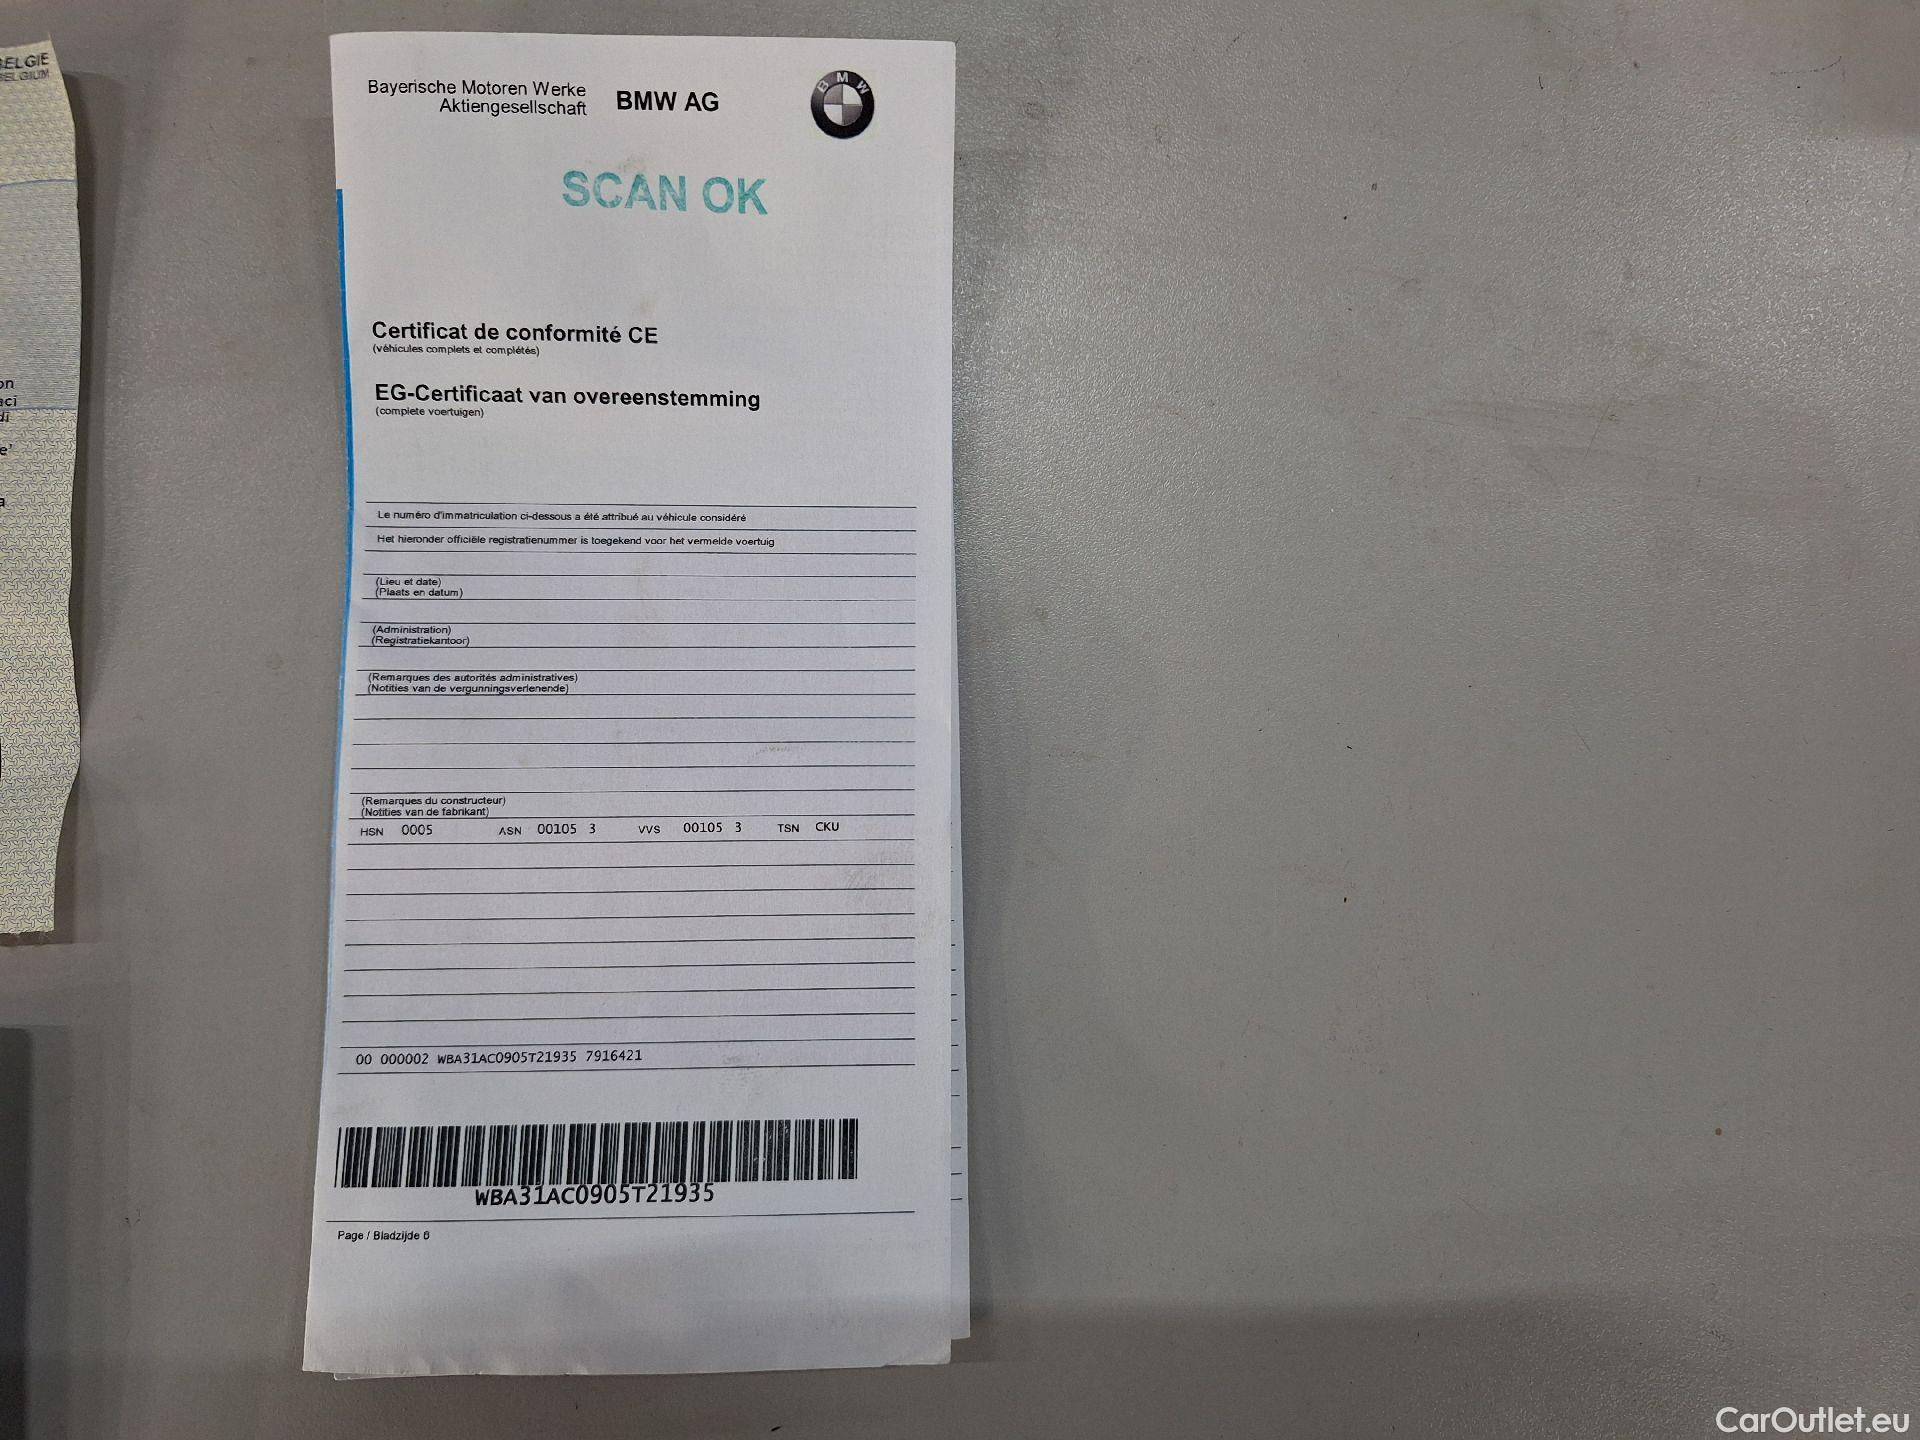 BELGIE
BELGIUM
Bayerische Motoren Werke
Aktiengesellschaft
BMW AG
BMW
SCAN OK
Certificat de conformité CE
(véhicules complets et complétés)
EG-Certificaat van overeenstemming
(complete voertuigen)
Le numéro d'immatriculation ci-dessous a été attribué au véhicule considéré
Het hieronder officiële registratienummer is toegekend voor het vermelde voertuig
(Lieu et date)
(Plaats en datum)
(Administration)
(Registratiekantoor)
(Remarques des autorités administratives)
(Notities van de vergunningsverlenende)
(Remarques du constructeur)
(Notities van de fabrikant)
HSN 0005 ASN 00105 3 VVS 00105 3 TSN CKU
00 000002 WBA31AC0905T21935 7916421
WBA31AC0905T21935
Page / Bladzijde 6
CarOutlet.eu